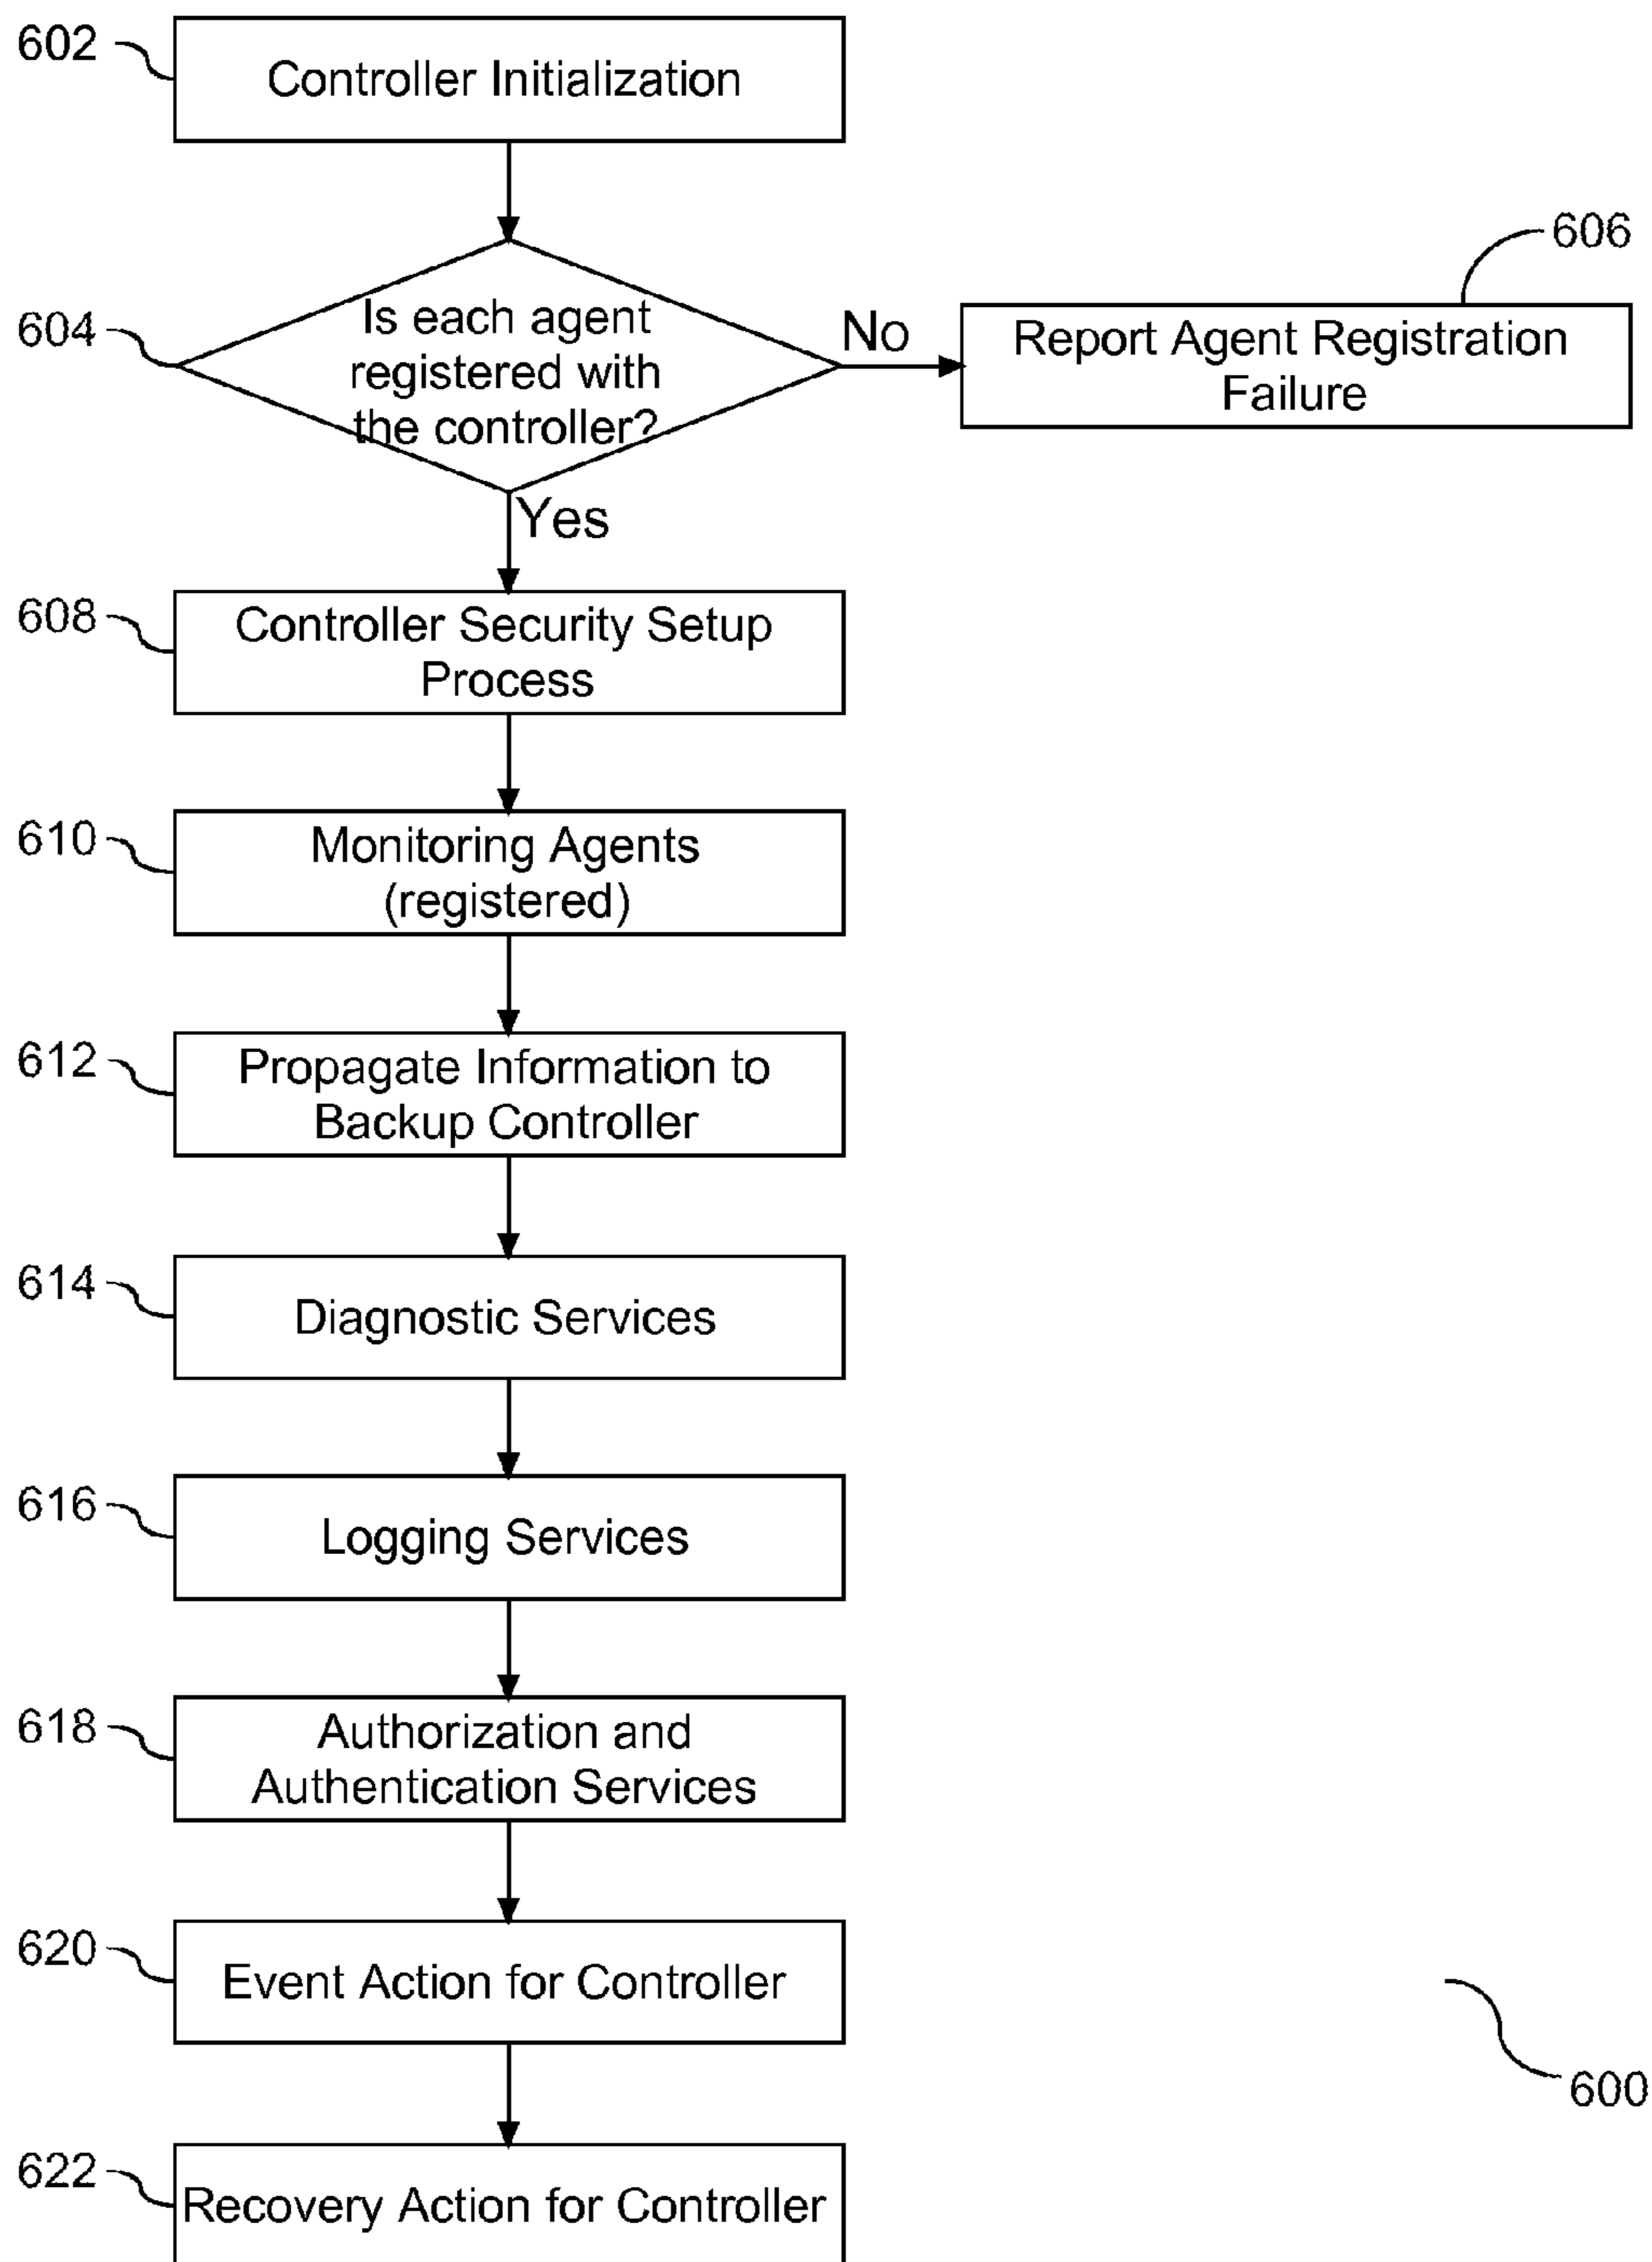 602
Controller Initialization
606
604
Is each agent
registered with
the controller?
No
Report Agent Registration
Failure
Yes
608
Controller Security Setup
Process
610
Monitoring Agents
(registered)
612
Propagate Information to
Backup Controller
614
Diagnostic Services
616
Logging Services
618
Authorization and
Authentication Services
620
Event Action for Controller
600
622
Recovery Action for Controller